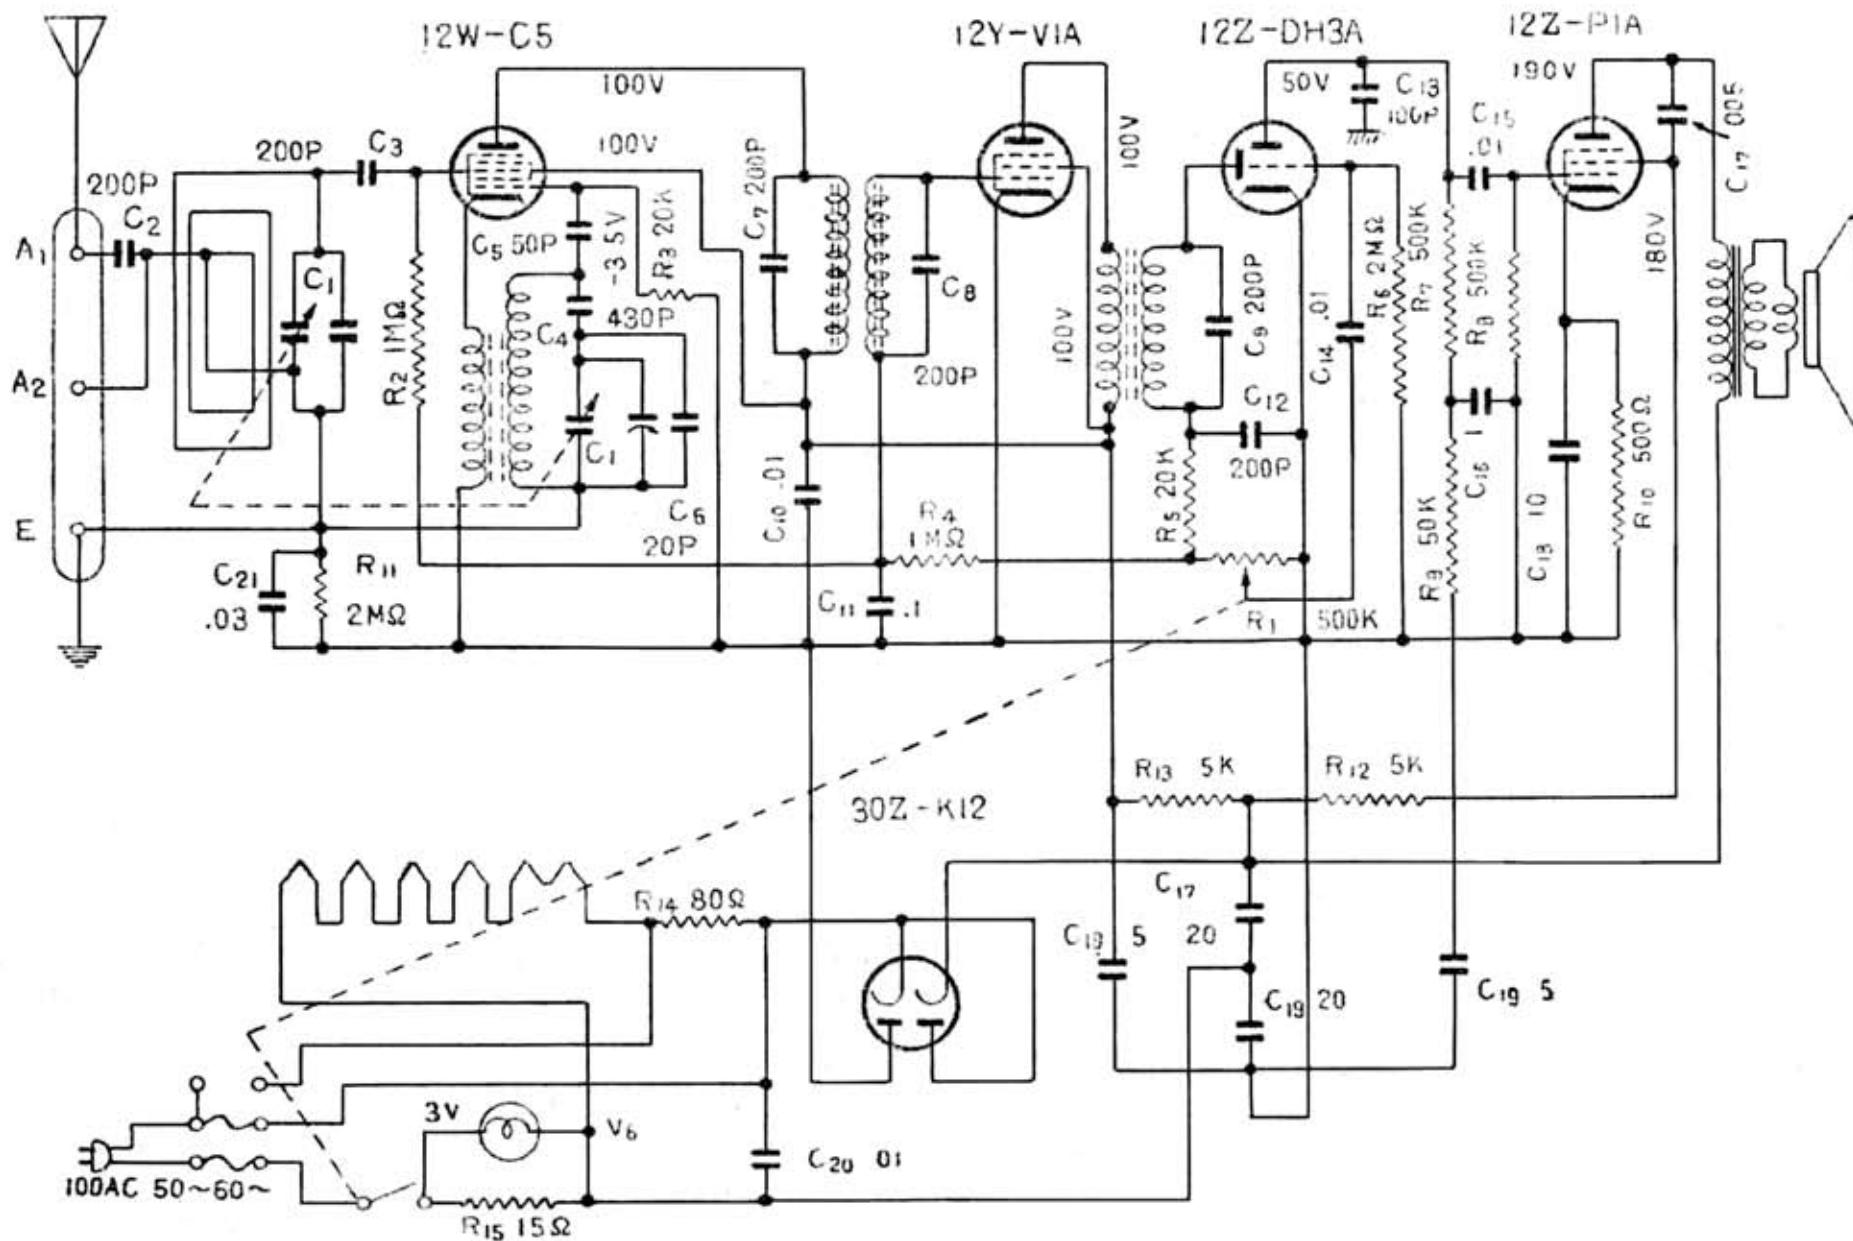 12W-C5
12Y-V1A
12Z-DH3A
12Z-P1A
100V
50V
C13
100P
190V
.005
C17
200P
C3
100V
100V
C15
.01
200P
C2
A1
C1
C5 50P
-3.5V
R3 20K
C7 200P
C8
C9 200P
.01
C14
R6 2MΩ
R7 500K
R8 500K
180V
R2 1MΩ
C4
430P
200P
100V
A2
C1
C12
200P
1
C16
C6
20P
C10 .01
R4
1MΩ
R5 20K
R9 50K
C18 10
R10 500Ω
E
C21
.03
R11
2MΩ
C11 .1
R1 500K
R13 5K
R12 5K
30Z-K12
R14 80Ω
C17
20
5
C19 20
C19 5
3V
V6
C20 01
100AC 50~60~
R15 15Ω